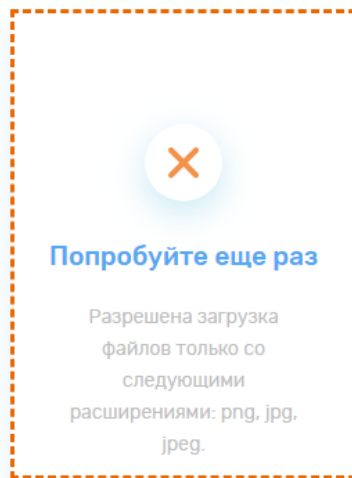 Попробуйте еще раз
Разрешена загрузка
файлов только со
следующими
расширениями: png, jpg,
jpeg.